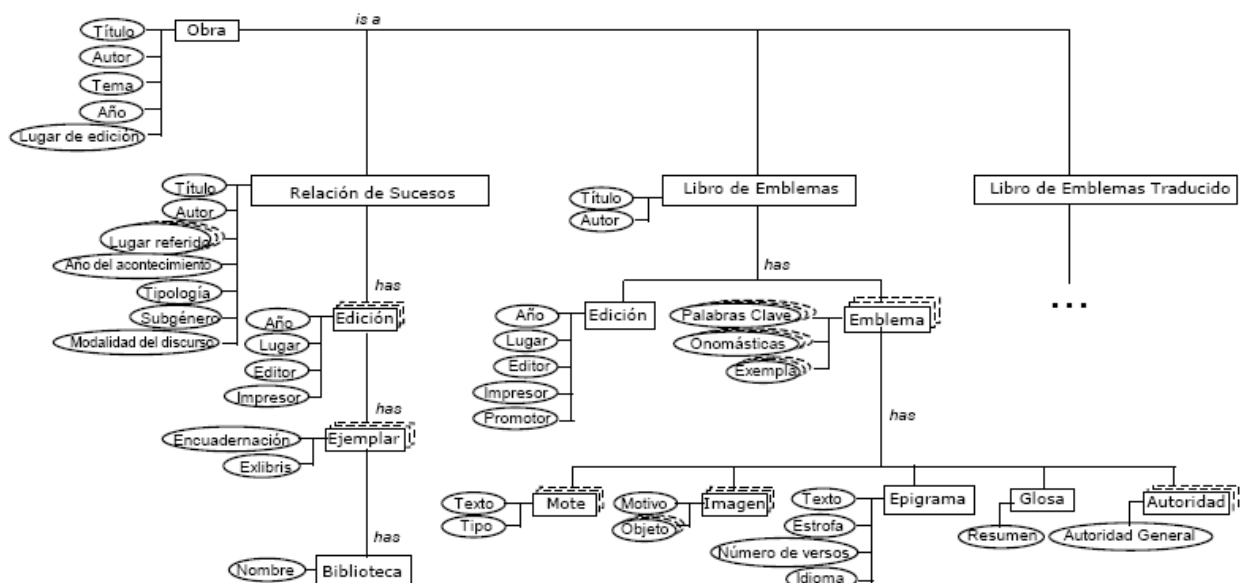 Obra
is a
Título
Autor
Tema
Año
Lugar de edición
Relación de Sucesos
Título
Autor
Lugar referido
Año del acontecimiento
Tipología
Subgénero
Modalidad del discurso
has
Edición
Año
Lugar
Editor
Impresor
has
Ejemplar
Encuadernación
Exlibris
has
Biblioteca
Nombre
Libro de Emblemas
Título
Autor
has
Edición
Año
Lugar
Editor
Impresor
Promotor
Emblema
Palabras Clave
Onomásticas
Exempla
has
Mote
Texto
Tipo
Imagen
Motivo
Objeto
Epigrama
Texto
Estrofa
Número de versos
Idioma
Glosa
Resumen
Autoridad
Autoridad General
Libro de Emblemas Traducido
...